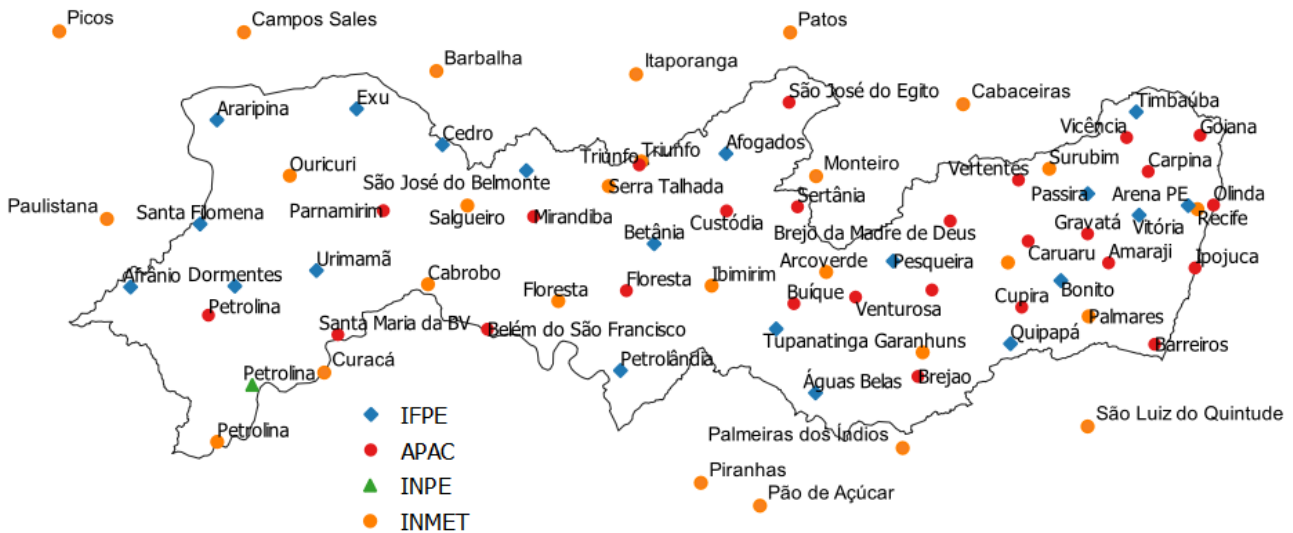 Picos
Campos Sales
Patos
Barbalha
Itaporanga
São José do Egito
Cabaceiras
Exu
Araripina
Timbaúba
Vicência
Goiana
Cedro
Afogados
Triunfo
Triunfo
Ouricuri
São José do Belmonte
Serra Talhada
Monteiro
Vertentes
Surubim
Carpina
Paulistana
Santa Filomena
Parnamirim
Salgueiro
Mirandiba
Custódia
Sertânia
Passira
Arena PE
Olinda
Betânia
Brejo da Madre de Deus
Gravatá
Vitória
Recife
Urimamã
Afrânio
Dormentes
Cabrobo
Floresta
Floresta
Ibimirim
Arcoverde
Pesqueira
Caruaru
Amaraji
Ipojuca
Petrolina
Buíque
Venturosa
Cupira
Bonito
Santa Maria da BV
Belém do São Francisco
Palmares
Curacá
Petrolândia
Tupanatinga
Garanhuns
Quipapá
Barreiros
Petrolina
Águas Belas
Brejao
Petrolina
IFPE
APAC
INPE
INMET
Palmeiras dos Índios
São Luiz do Quintude
Piranhas
Pão de Açúcar